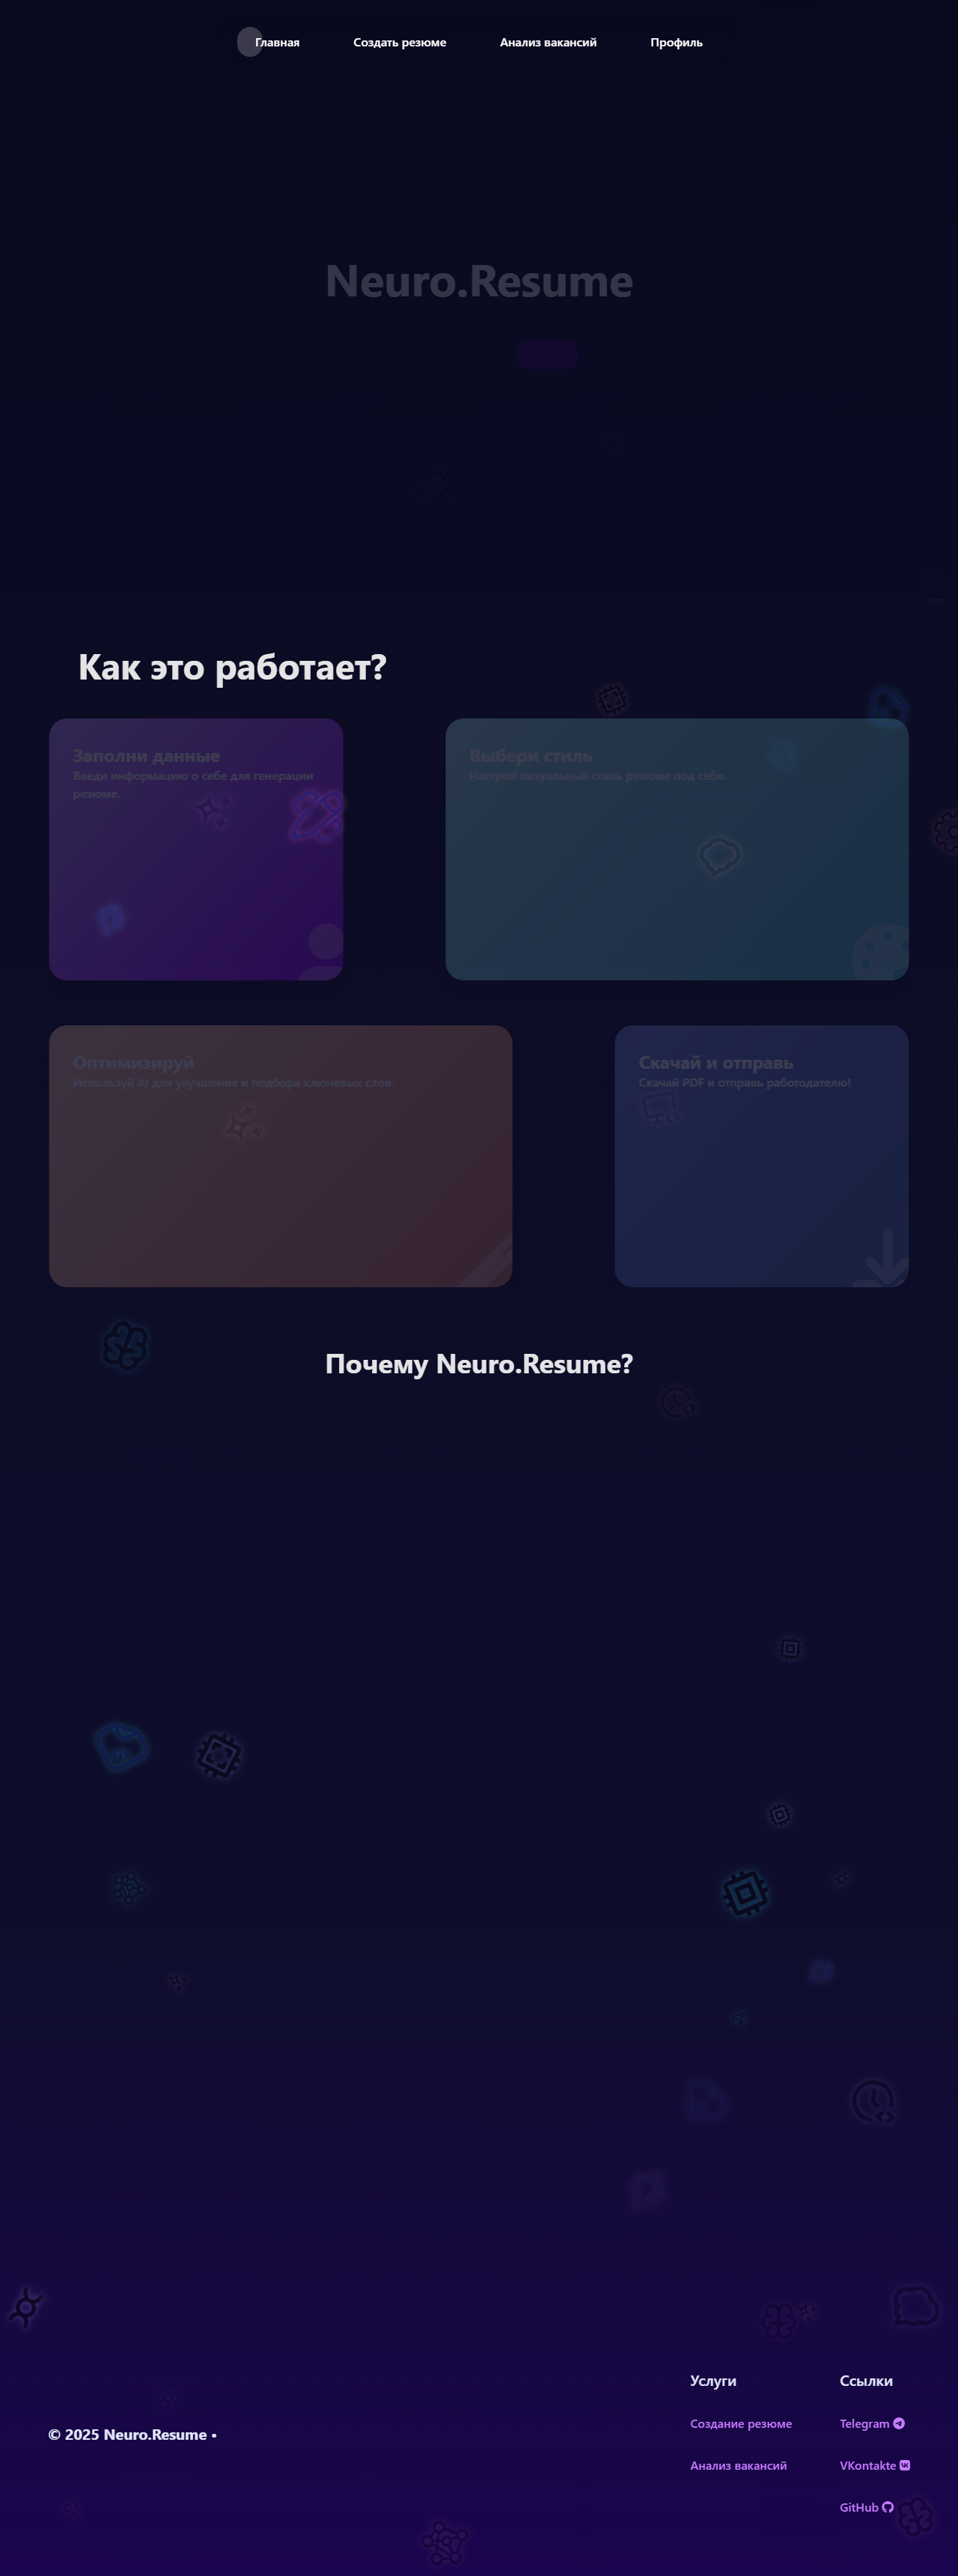 Главная
Создать резюме
Анализ вакансий
Профиль
Neuro.Resume
Как это работает?
Заполни данные
Введи информацию о себе для генерации
резюме.
Выбери стиль
Настрой визуальный стиль резюме под себя.
Оптимизируй
Используй AI для улучшения и подбора ключевых слов.
Скачай и отправь
Скачай PDF и отправь работодателю!
Почему Neuro.Resume?
© 2025 Neuro.Resume •
Услуги
Создание резюме
Анализ вакансий
Ссылки
Telegram
VKontakte
GitHub